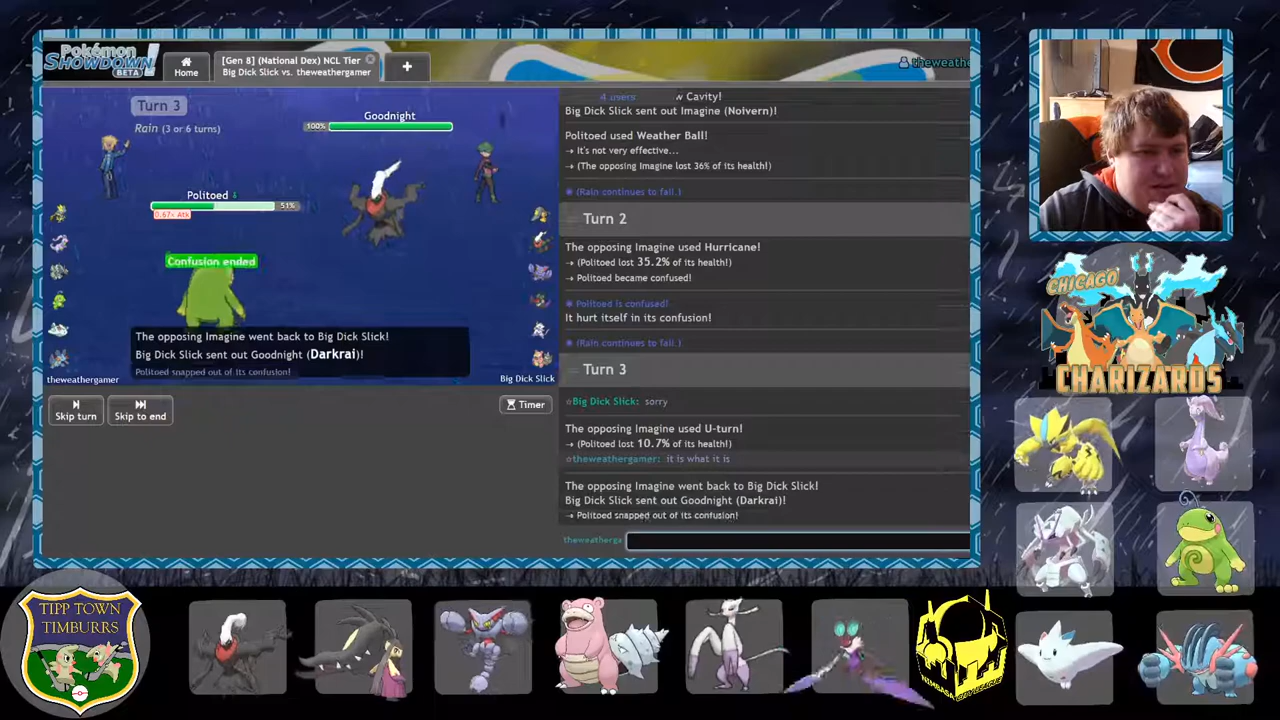 Pokémon
SHOWDOWN!
BETA
Home
[Gen 8] (National Dex) NCL Tier
Big Dick Slick vs. theweathergamer
+
theweath
Turn 3
Rain (3 or 6 turns)
Goodnight
100%
Politoed
51%
0.67x Atk
Confusion ended
The opposing Imagine went back to Big Dick Slick!
Big Dick Slick sent out Goodnight (Darkrai)!
Politoed snapped out of its confusion!
theweathergamer
Big Dick Slick
Skip turn
Skip to end
Timer
4 users
w Cavity!
Big Dick Slick sent out Imagine (Noivern)!
Politoed used Weather Ball!
→ It's not very effective...
→ (The opposing Imagine lost 36% of its health!)
(Rain continues to fall.)
Turn 2
The opposing Imagine used Hurricane!
→ (Politoed lost 35.2% of its health!)
→ Politoed became confused!
Politoed is confused!
It hurt itself in its confusion!
(Rain continues to fall.)
Turn 3
☆Big Dick Slick: sorry
The opposing Imagine used U-turn!
→ (Politoed lost 10.7% of its health!)
☆theweathergamer: it is what it is
The opposing Imagine went back to Big Dick Slick!
Big Dick Slick sent out Goodnight (Darkrai)!
→ Politoed snapped out of its confusion!
theweatherga
CHICAGO
CHARIZARDS
TIPP TOWN
TIMBURRS